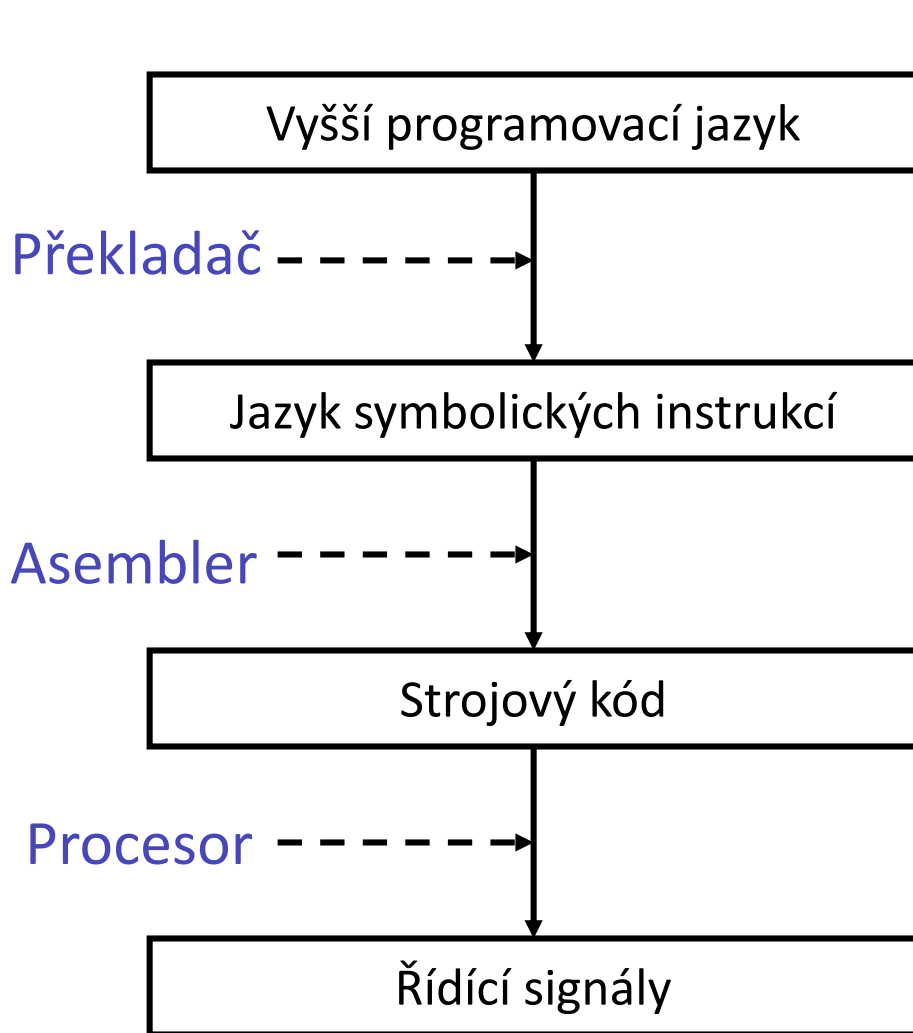 Vyšší programovací jazyk
Překladač
Jazyk symbolických instrukcí
Asembler
Strojový kód
Procesor
Řídící signály